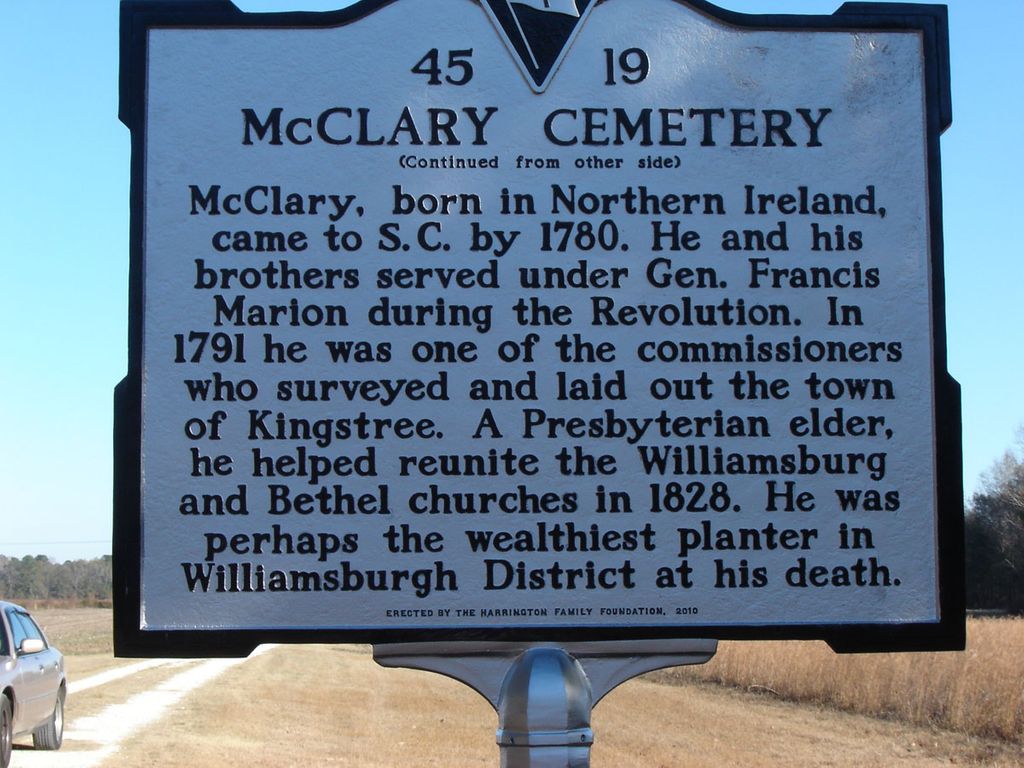 45 19
McCLARY CEMETERY
(Continued from other side)
McClary, born in Northern Ireland,
came to S.C. by 1780. He and his
brothers served under Gen. Francis
Marion during the Revolution. In
1791 he was one of the commissioners
who surveyed and laid out the town
of Kingstree. A Presbyterian elder,
he helped reunite the Williamsburg
and Bethel churches in 1828. He was
perhaps the wealthiest planter in
Williamsburgh District at his death.
ERECTED BY THE HARRINGTON FAMILY FOUNDATION, 2010